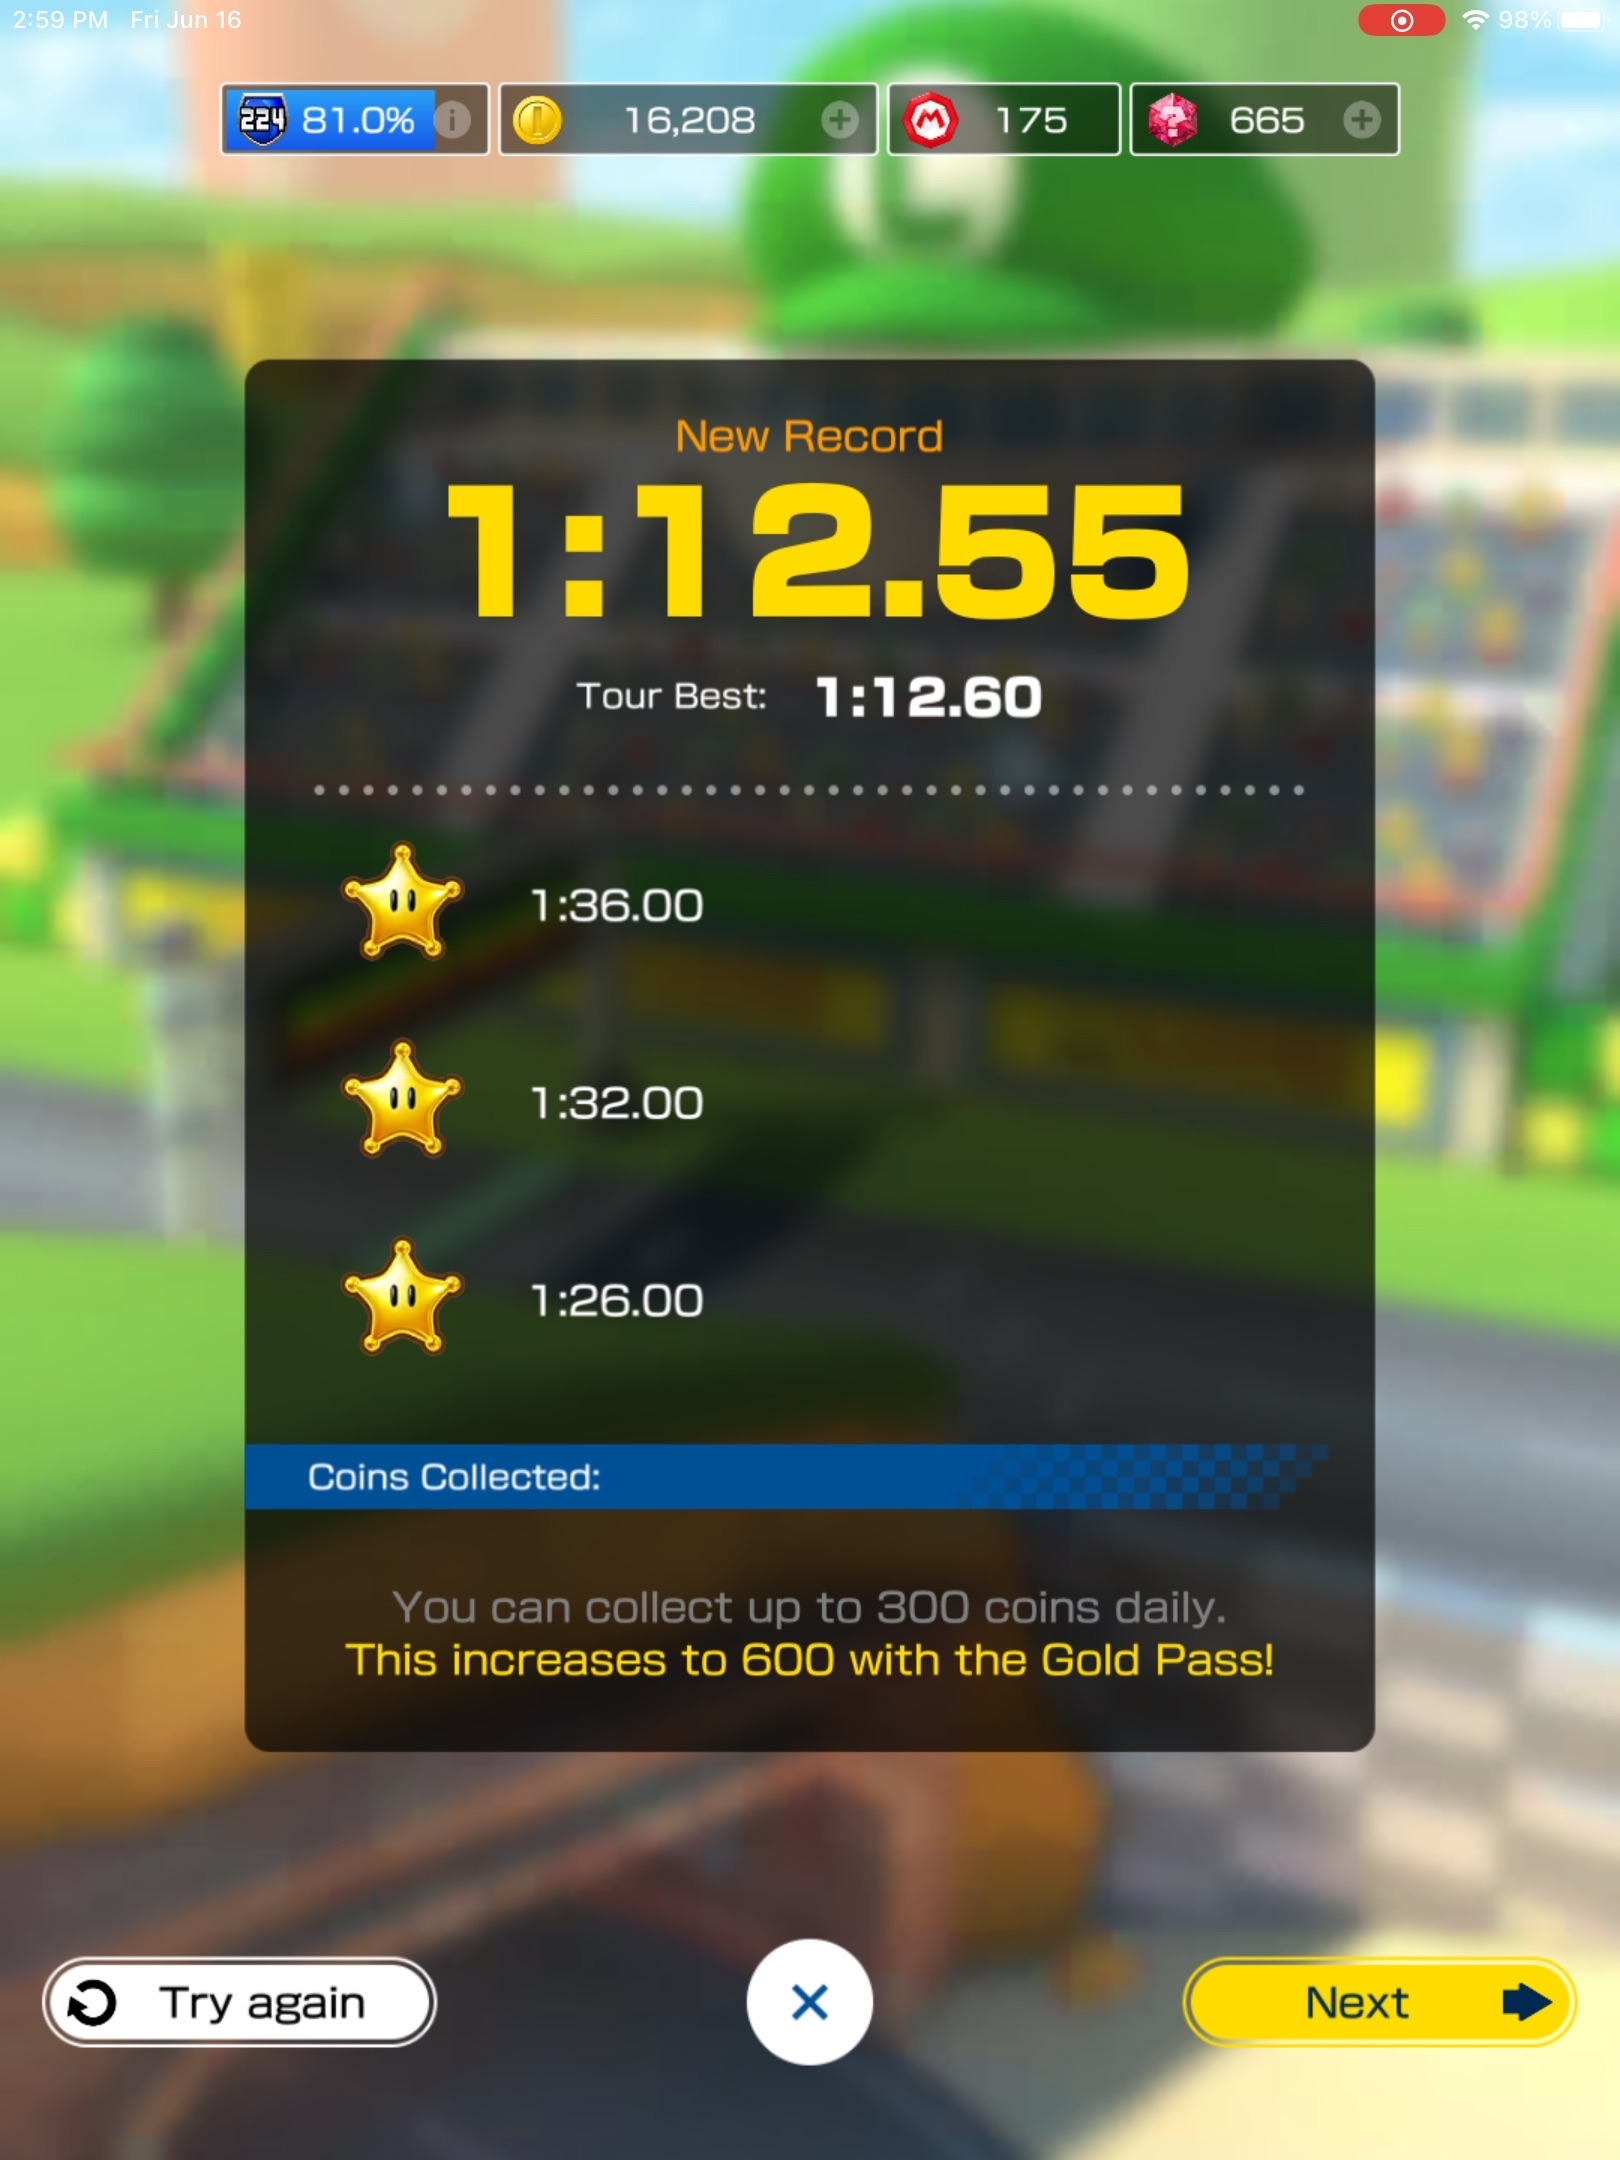 2:59 PM Fri Jun 16 98%
224 81.0% i 16,208 + M 175 ? 665 +
L
New Record
1:12.55
Tour Best: 1:12.60
1:36.00
1:32.00
1:26.00
Coins Collected:
You can collect up to 300 coins daily.
This increases to 600 with the Gold Pass!
Try again × Next